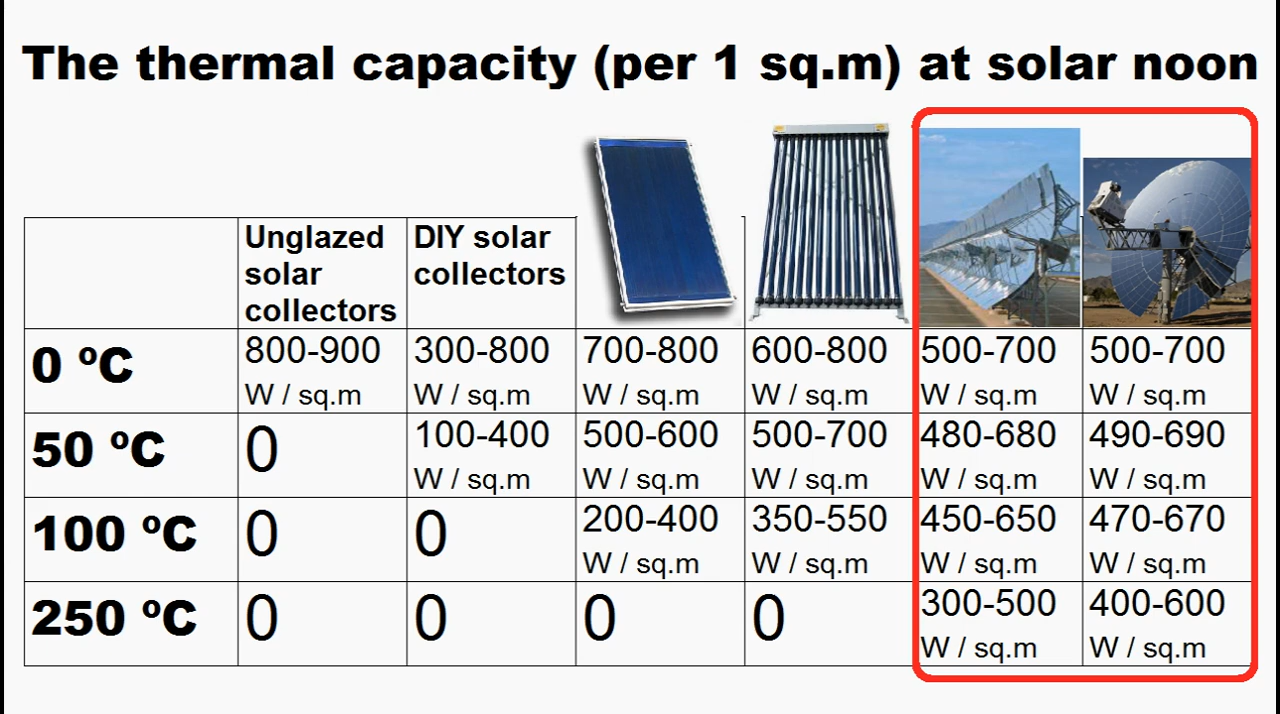 The thermal capacity (per 1 sq.m) at solar noon
Unglazed solar collectors
DIY solar collectors
0 ºC
800-900 W / sq.m
300-800 W / sq.m
700-800 W / sq.m
600-800 W / sq.m
500-700 W / sq.m
500-700 W / sq.m
50 ºC
0
100-400 W / sq.m
500-600 W / sq.m
500-700 W / sq.m
480-680 W / sq.m
490-690 W / sq.m
100 ºC
0
0
200-400 W / sq.m
350-550 W / sq.m
450-650 W / sq.m
470-670 W / sq.m
250 ºC
0
0
0
0
300-500 W / sq.m
400-600 W / sq.m